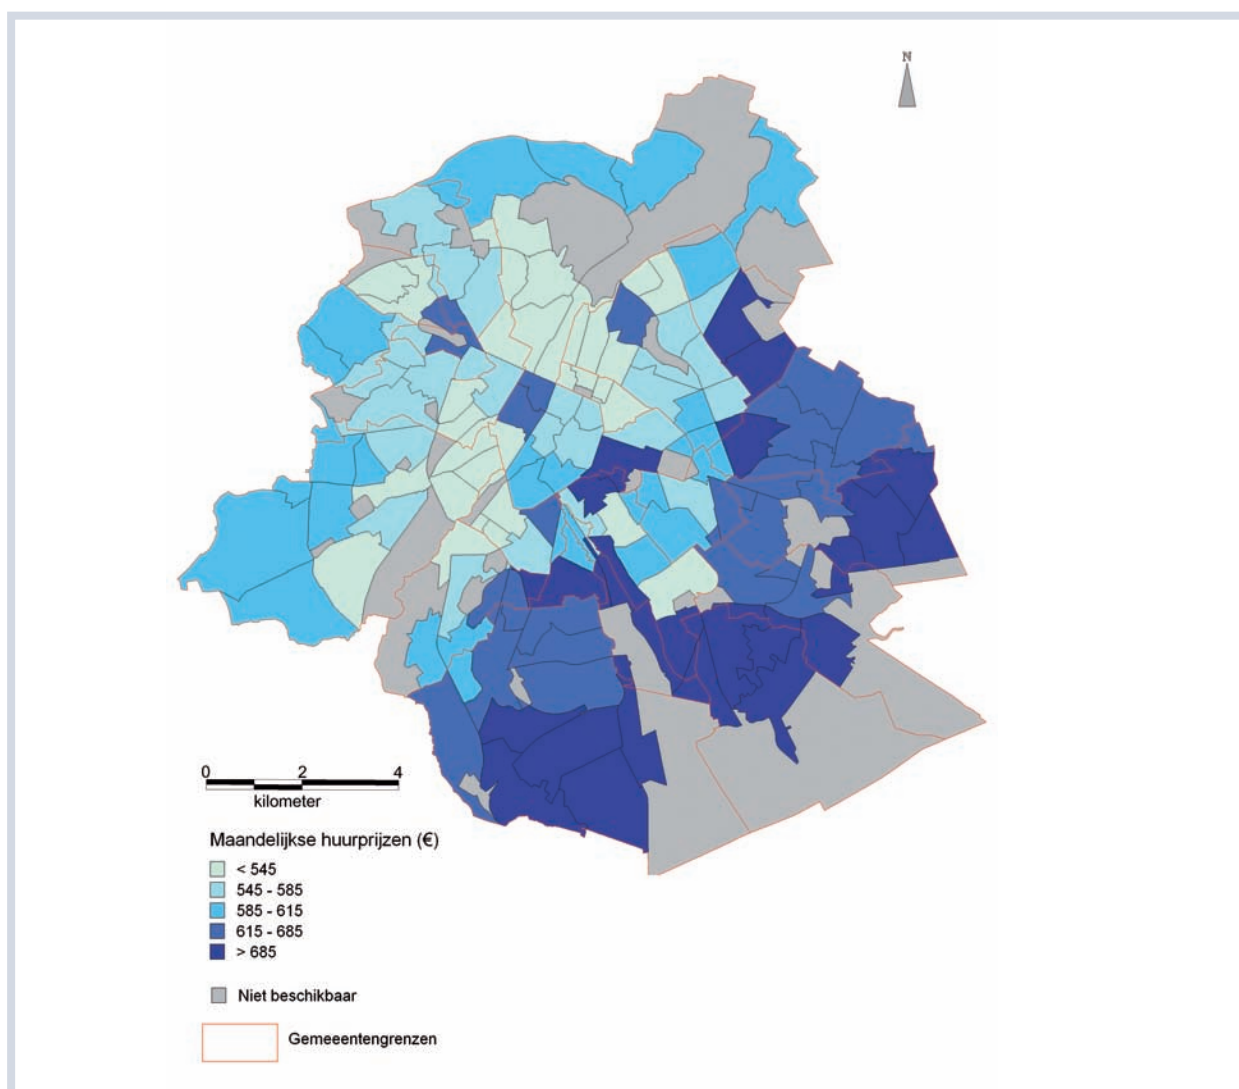 N
0 2 4
kilometer
Maandelijkse huurprijzen (€)
< 545
545 - 585
585 - 615
615 - 685
> 685
Niet beschikbaar
Gemeeentengrenzen